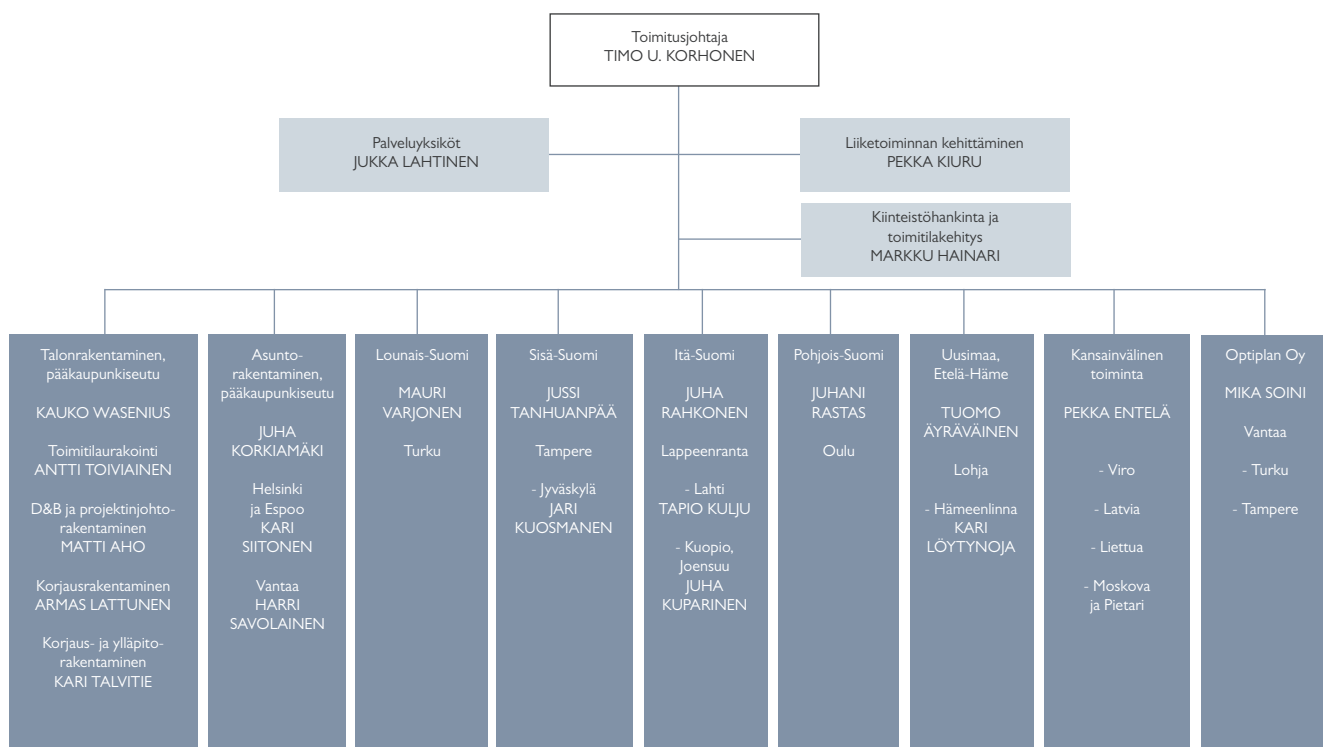 Toimitusjohtaja
TIMO U. KORHONEN
Palveluyksiköt
JUKKA LAHTINEN
Liiketoiminnan kehittäminen
PEKKA KIURU
Kiinteistöhankinta ja
toimitilakehitys
MARKKU HAINARI
Talonrakentaminen,
pääkaupunkiseutu
KAUKO WASENIUS
Toimitilaurakointi
ANTTI TOIVIAINEN
D&B ja projektinjohto-
rakentaminen
MATTI AHO
Korjausrakentaminen
ARMAS LATTUNEN
Korjaus- ja ylläpito-
rakentaminen
KARI TALVITIE
Asunto-
rakentaminen,
pääkaupunkiseutu
JUHA
KORKIAMÄKI
Helsinki
ja Espoo
KARI
SIITONEN
Vantaa
HARRI
SAVOLAINEN
Lounais-Suomi
MAURI
VARJONEN
Turku
Sisä-Suomi
JUSSI
TANHUANPÄÄ
Tampere
- Jyväskylä
JARI
KUOSMANEN
Itä-Suomi
JUHA
RAHKONEN
Lappeenranta
- Lahti
TAPIO KULJU
- Kuopio,
Joensuu
JUHA
KUPARINEN
Pohjois-Suomi
JUHANI
RASTAS
Oulu
Uusimaa,
Etelä-Häme
TUOMO
ÄYRÄVÄINEN
Lohja
- Hämeenlinna
KARI
LÖYTYNOJA
Kansainvälinen
toiminta
PEKKA ENTELÄ
- Viro
- Latvia
- Liettua
- Moskova
ja Pietari
Optiplan Oy
MIKA SOINI
Vantaa
- Turku
- Tampere